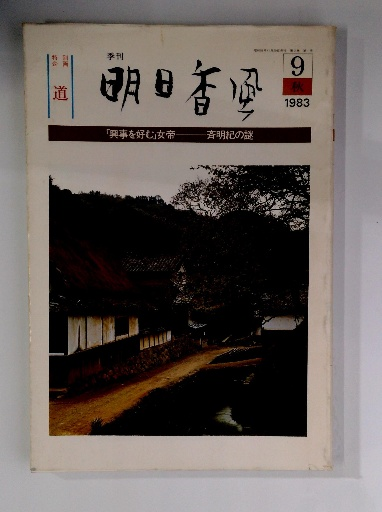 季刊
明日香風
9
秋
1983
道
「興事を好む」女帝――斉明紀の謎